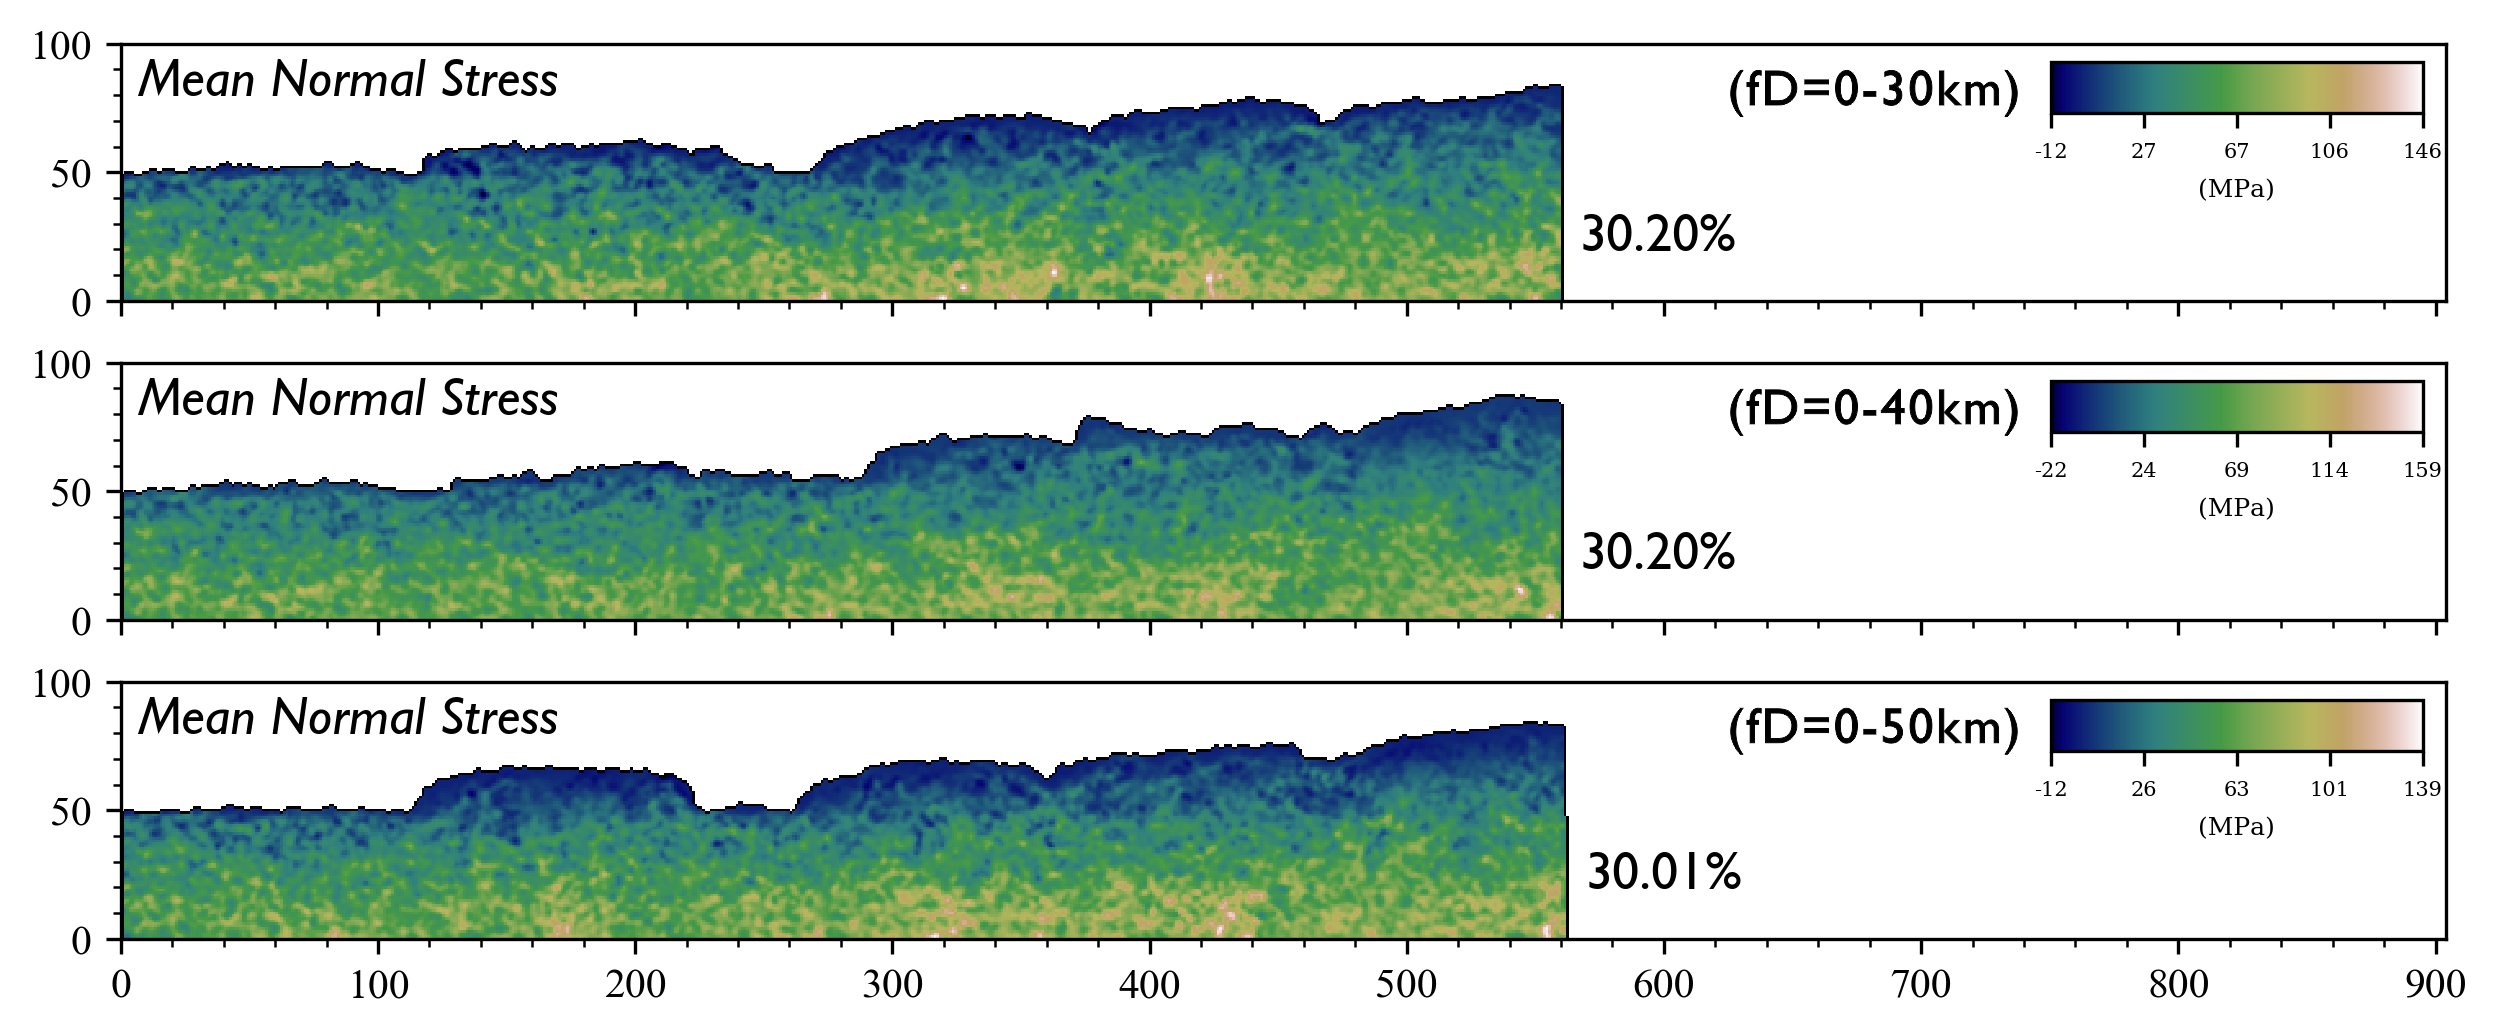 100
Mean Normal Stress
(fD=0-30km)
-12 27 67 106 146
(MPa)
50
30.20%
0
100
Mean Normal Stress
(fD=0-40km)
-22 24 69 114 159
(MPa)
50
30.20%
0
100
Mean Normal Stress
(fD=0-50km)
-12 26 63 101 139
(MPa)
50
30.01%
0
0 100 200 300 400 500 600 700 800 900